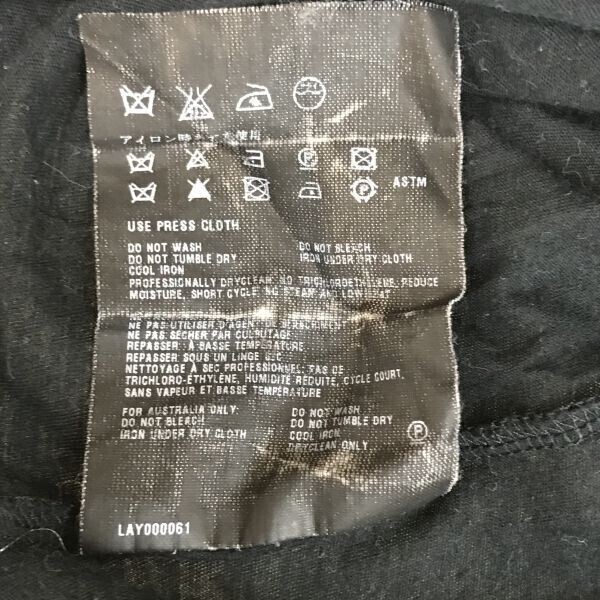 アイロン時あて布使用
P
ASTM
P
USE PRESS CLOTH
DO NOT WASH
DO NOT TUMBLE DRY
COOL IRON
DO NOT BLEACH
IRON UNDER DRY CLOTH
PROFESSIONALLY DRYCLEAN: NO TRICHLOROETHYLENE, REDUCE
MOISTURE, SHORT CYCLE, NO STEAM AND LOW HEAT
NE PAS UTILISER D'AGENT DE BLANCHIMENT
NE PAS SÉCHER PAR CULBUTAGE
REPASSER: À BASSE TEMPÉRATURE
REPASSER SOUS UN LINGE SEC
NETTOYAGE À SEC PROFESSIONNEL: PAS DE
TRICHLORO-ÉTHYLÈNE, HUMIDITÉ RÉDUITE, CYCLE COURT,
SANS VAPEUR ET BASSE TEMPÉRATURE
FOR AUSTRALIA ONLY:
DO NOT BLEACH
IRON UNDER DRY CLOTH
DO NOT WASH
DO NOT TUMBLE DRY
COOL IRON
DRYCLEAN ONLY
P
LAY000061